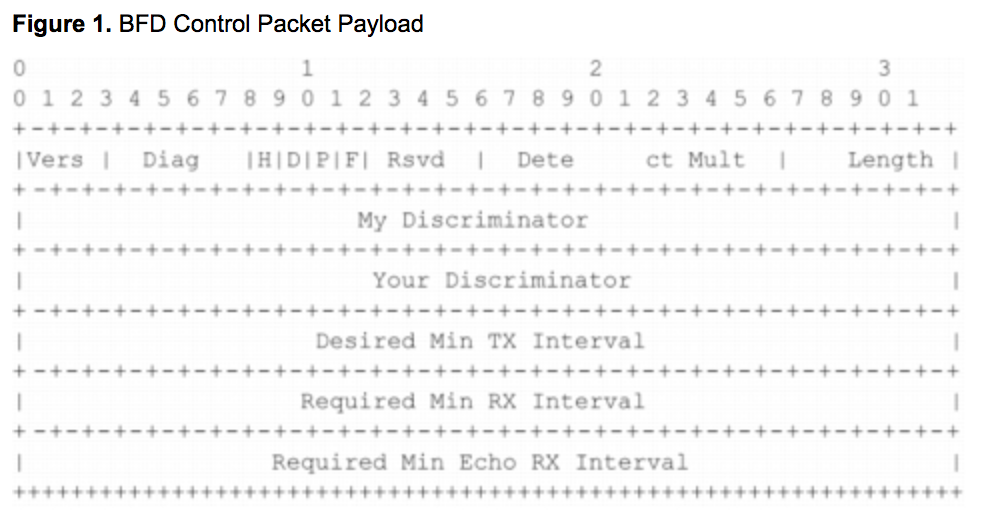 Figure 1. BFD Control Packet Payload
0 1 2 3
0 1 2 3 4 5 6 7 8 9 0 1 2 3 4 5 6 7 8 9 0 1 2 3 4 5 6 7 8 9 0 1
+-+-+-+-+-+-+-+-+-+-+-+-+-+-+-+-+-+-+-+-+-+-+-+-+-+-+-+-+-+
|Vers | Diag |H|D|P|F| Rsvd | Dete ct Mult | Length |
+-+-+-+-+-+-+-+-+-+-+-+-+-+-+-+-+-+-+-+-+-+-+-+-+-+-+-+-+-+
| My Discriminator |
+-+-+-+-+-+-+-+-+-+-+-+-+-+-+-+-+-+-+-+-+-+-+-+-+-+-+-+-+-+
| Your Discriminator |
+-+-+-+-+-+-+-+-+-+-+-+-+-+-+-+-+-+-+-+-+-+-+-+-+-+-+-+-+-+
| Desired Min TX Interval |
+-+-+-+-+-+-+-+-+-+-+-+-+-+-+-+-+-+-+-+-+-+-+-+-+-+-+-+-+-+
| Required Min RX Interval |
+-+-+-+-+-+-+-+-+-+-+-+-+-+-+-+-+-+-+-+-+-+-+-+-+-+-+-+-+-+
| Required Min Echo RX Interval |
+++++++++++++++++++++++++++++++++++++++++++++++++++++++++++++++++